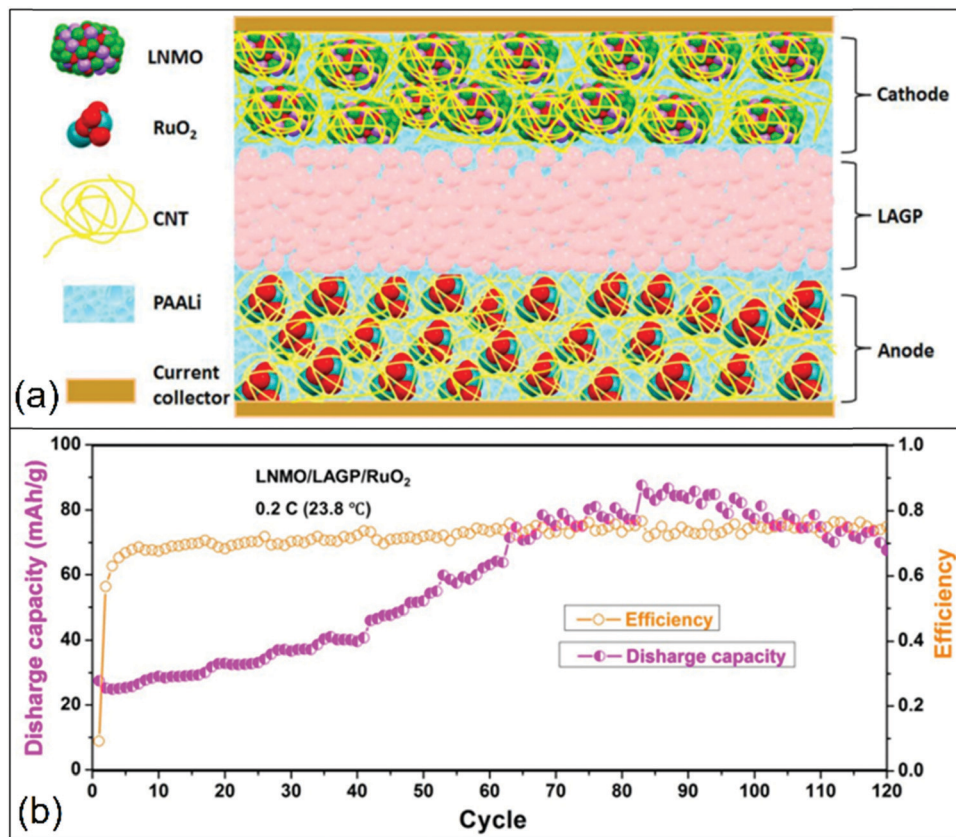 LNMO
RuO₂
CNT
PAALi
Current
collector
Cathode
LAGP
Anode
(a)
100
80
60
40
20
0
Disharge capacity (mAh/g)
LNMO/LAGP/RuO₂
0.2 C (23.8 ℃)
Efficiency
Disharge capacity
1.0
0.8
0.6
0.4
0.2
0.0
Efficiency
0 10 20 30 40 50 60 70 80 90 100 110 120
Cycle
(b)